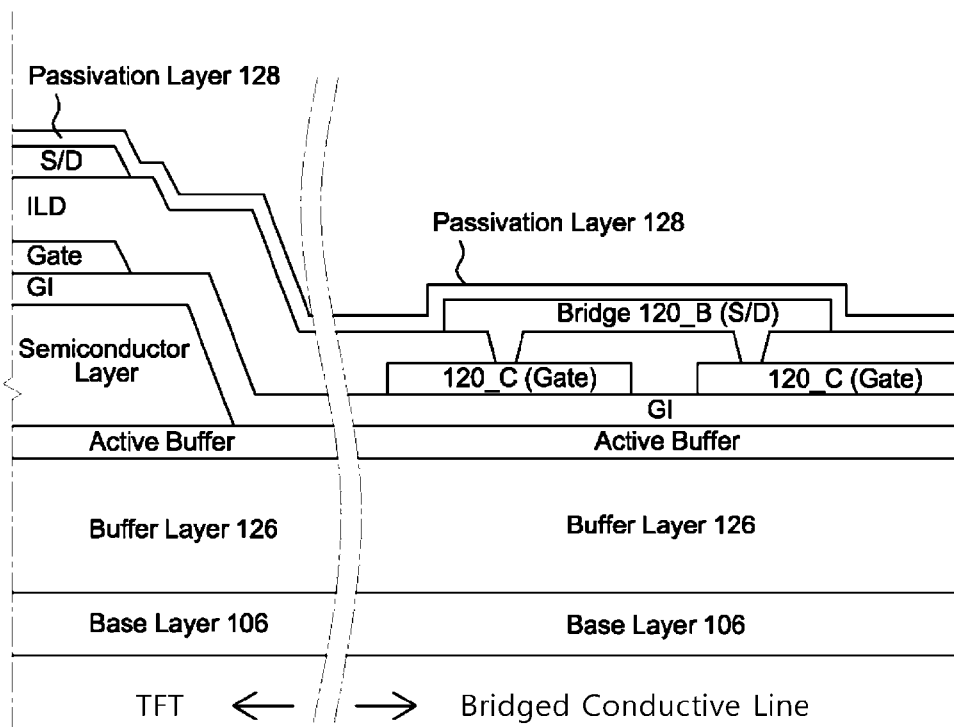 Passivation Layer 128
S/D
ILD
Gate
GI
Semiconductor
Layer
Active Buffer
Buffer Layer 126
Base Layer 106
TFT
Passivation Layer 128
Bridge 120_B (S/D)
120_C (Gate)
120_C (Gate)
GI
Active Buffer
Buffer Layer 126
Base Layer 106
Bridged Conductive Line